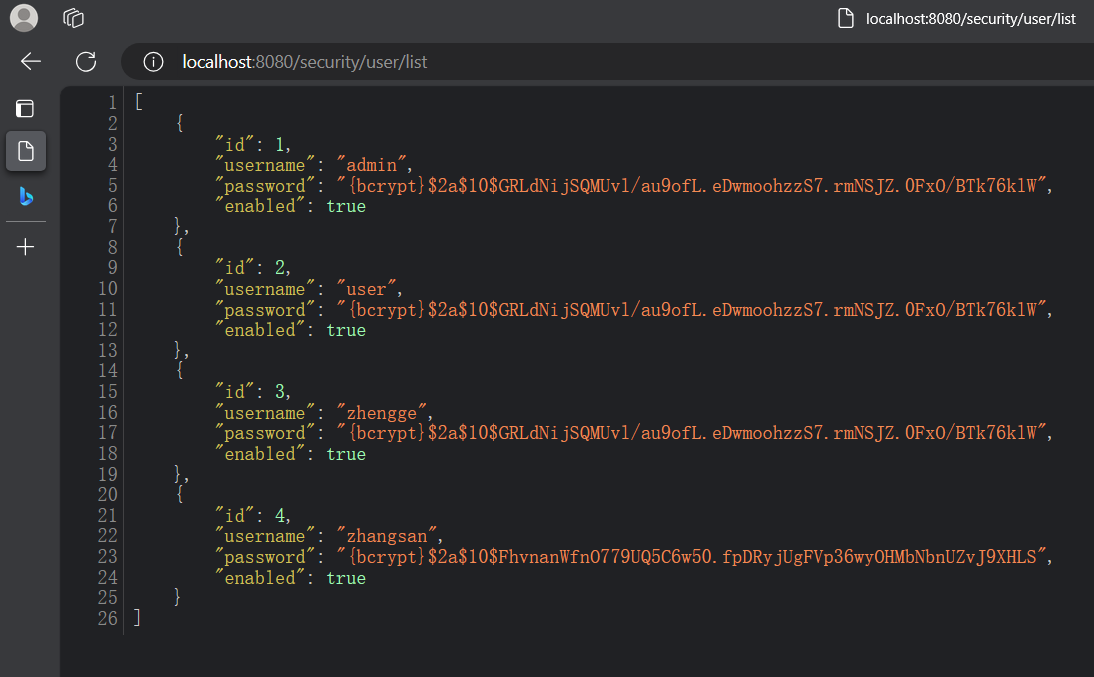 localhost:8080/security/user/list
localhost:8080/security/user/list
1 [
2 {
3 "id": 1,
4 "username": "admin",
5 "password": "{bcrypt}$2a$10$GRLdNijSQMUvl/au9ofL.eDwmoohzzS7.rmNSJZ.0FxO/BTk76klW",
6 "enabled": true
7 },
8 {
9 "id": 2,
10 "username": "user",
11 "password": "{bcrypt}$2a$10$GRLdNijSQMUvl/au9ofL.eDwmoohzzS7.rmNSJZ.0FxO/BTk76klW",
12 "enabled": true
13 },
14 {
15 "id": 3,
16 "username": "zhengge",
17 "password": "{bcrypt}$2a$10$GRLdNijSQMUvl/au9ofL.eDwmoohzzS7.rmNSJZ.0FxO/BTk76klW",
18 "enabled": true
19 },
20 {
21 "id": 4,
22 "username": "zhangsan",
23 "password": "{bcrypt}$2a$10$FhvnanWfnO779UQ5C6w50.fpDRyjUgFVp36wyOHMbNbnUZvJ9XHLS",
24 "enabled": true
25 }
26 ]